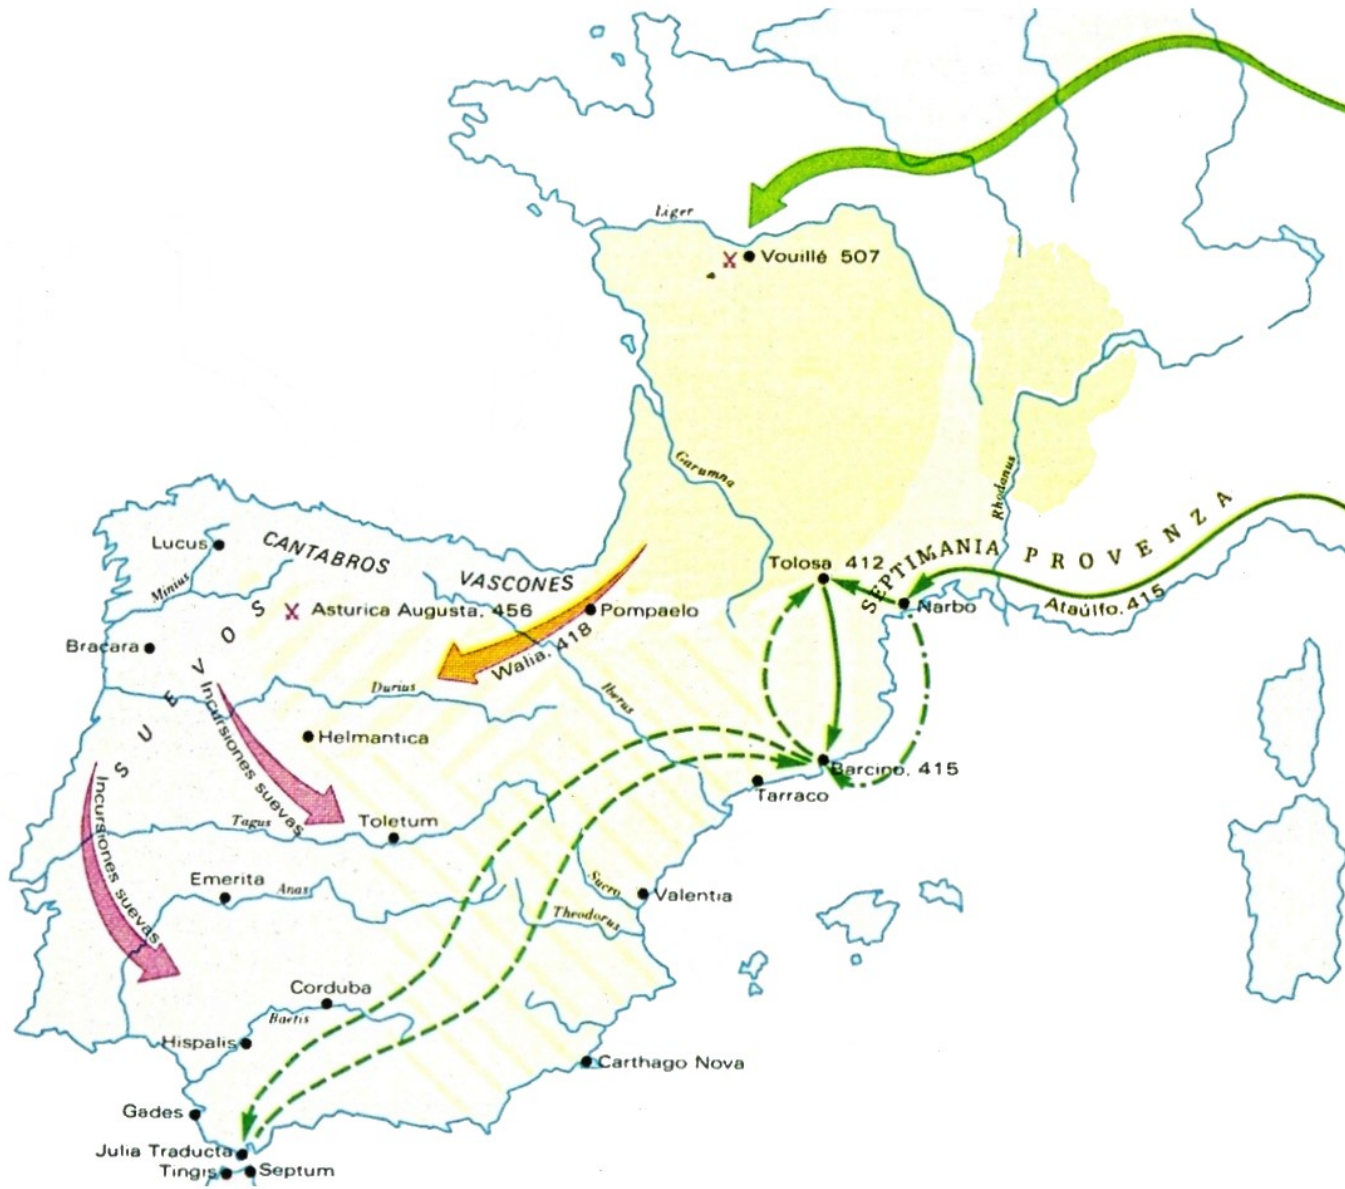 Liger
Vouillé 507
Garumna
Rhodanus
Lucus
CANTABROS
VASCONES
Tolosa 412
SEPTIMANIA
PROVENZA
Minius
Asturica Augusta, 456
Pompaelo
Narbo
Ataúlfo, 415
Bracara
SUEVOS
Walia, 418
Durius
Iberus
Incursiones suevas
Helmantica
Barcino, 415
Tarraco
Incursiones suevas
Tagus
Toletum
Emerita
Anas
Sucro
Valentia
Theodorus
Corduba
Baetis
Hispalis
Carthago Nova
Gades
Julia Traducta
Tingis
Septum